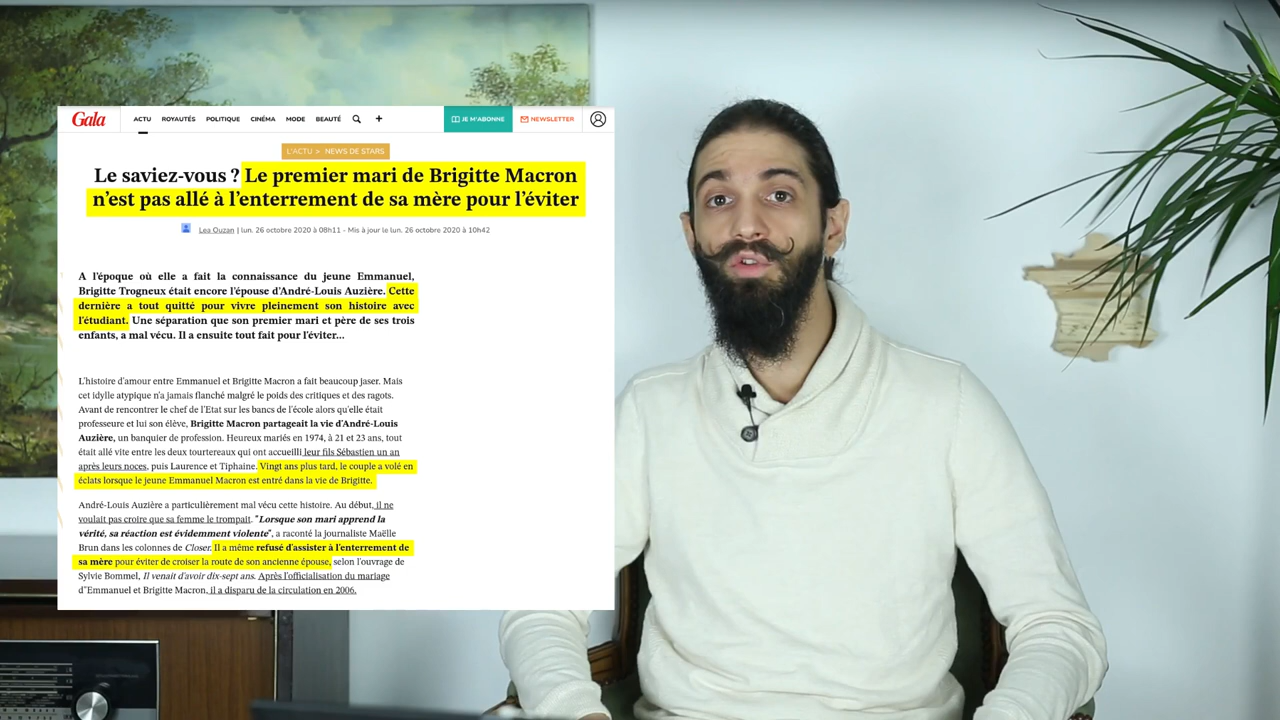 Gala
ACTU ROYAUTÉS POLITIQUE CINÉMA MODE BEAUTÉ +
JE M'ABONNE
NEWSLETTER
L'ACTU > NEWS DE STARS
Le saviez-vous ? Le premier mari de Brigitte Macron
n'est pas allé à l'enterrement de sa mère pour l'éviter
Lea Ouzan | lun. 26 octobre 2020 à 08h11 - Mis à jour le lun. 26 octobre 2020 à 10h42
A l'époque où elle a fait la connaissance du jeune Emmanuel,
Brigitte Trogneux était encore l'épouse d'André-Louis Auzière. Cette
dernière a tout quitté pour vivre pleinement son histoire avec
l'étudiant. Une séparation que son premier mari et père de ses trois
enfants, a mal vécu. Il a ensuite tout fait pour l'éviter...
L'histoire d'amour entre Emmanuel et Brigitte Macron a fait beaucoup jaser. Mais
cet idylle atypique n'a jamais flanché malgré le poids des critiques et des ragots.
Avant de rencontrer le chef de l'Etat sur les bancs de l'école alors qu'elle était
professeure et lui son élève, Brigitte Macron partageait la vie d'André-Louis
Auzière, un banquier de profession. Heureux mariés en 1974, à 21 et 23 ans, tout
était allé vite entre les deux tourtereaux qui ont accueilli leur fils Sébastien un an
après leurs noces, puis Laurence et Tiphaine. Vingt ans plus tard, le couple a volé en
éclats lorsque le jeune Emmanuel Macron est entré dans la vie de Brigitte.
André-Louis Auzière a particulièrement mal vécu cette histoire. Au début, il ne
voulait pas croire que sa femme le trompait. "Lorsque son mari apprend la
vérité, sa réaction est évidemment violente", a raconté la journaliste Maëlle
Brun dans les colonnes de Closer. Il a même refusé d'assister à l'enterrement de
sa mère pour éviter de croiser la route de son ancienne épouse, selon l'ouvrage de
Sylvie Bommel, Il venait d'avoir dix-sept ans. Après l'officialisation du mariage
d"Emmanuel et Brigitte Macron, il a disparu de la circulation en 2006.